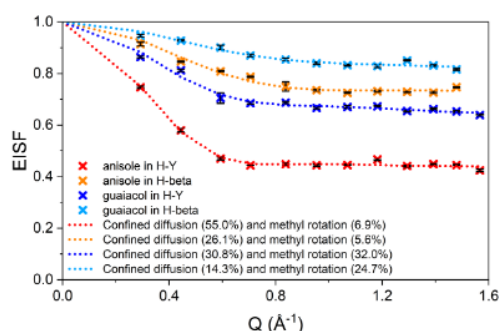 1.0
0.8
0.6
0.4
0.2
0.0
EISF
anisole in H-Y
anisole in H-beta
guaiacol in H-Y
guaiacol in H-beta
Confined diffusion (55.0%) and methyl rotation (6.9%)
Confined diffusion (26.1%) and methyl rotation (5.6%)
Confined diffusion (30.8%) and methyl rotation (32.0%)
Confined diffusion (14.3%) and methyl rotation (24.7%)
0.0 0.4 0.8 1.2 1.6
Q (Å⁻¹)